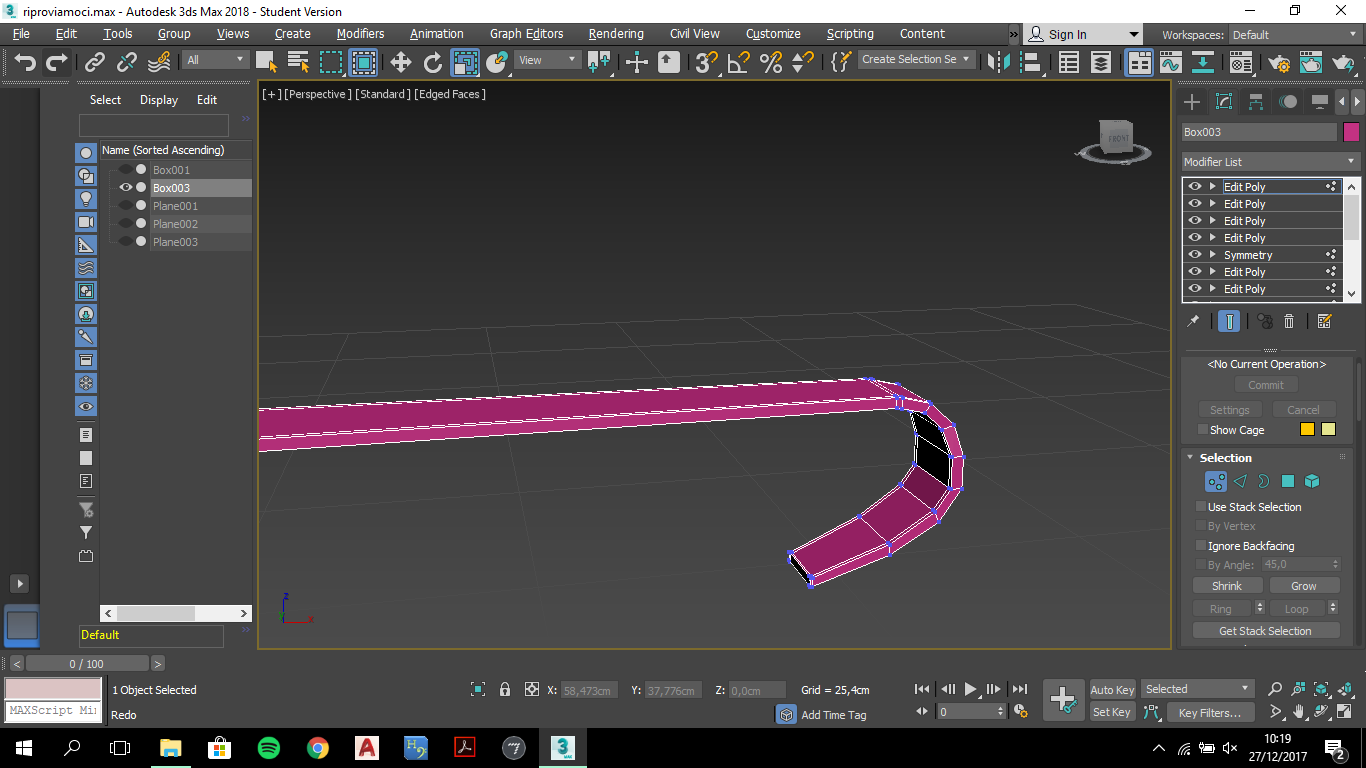 riproviamoci.max - Autodesk 3ds Max 2018 - Student Version
File Edit Tools Group Views Create Modifiers Animation Graph Editors Rendering Civil View Customize Scripting Content » Sign In Workspaces: Default
All View Create Selection Se
Select Display Edit
[+] [Perspective] [Standard] [Edged Faces]
FRONT
Name (Sorted Ascending)
Box001
Box003
Plane001
Plane002
Plane003
Box003
Modifier List
Edit Poly
Edit Poly
Edit Poly
Edit Poly
Symmetry
Edit Poly
Edit Poly
<No Current Operation>
Commit
Settings Cancel
Show Cage
Selection
Use Stack Selection
By Vertex
Ignore Backfacing
By Angle: 45,0
Shrink Grow
Ring Loop
Get Stack Selection
z
x
Default
0 / 100
1 Object Selected X: 58,473cm Y: 37,776cm Z: 0,0cm Grid = 25,4cm Auto Key Selected
MAXScript Mi
Redo Add Time Tag 0 Set Key Key Filters...
10:19
27/12/2017
2